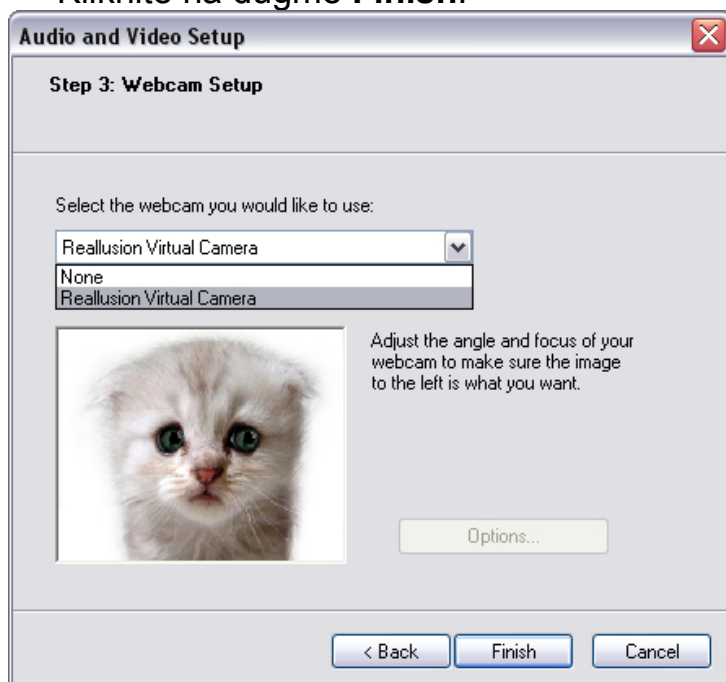 Kliknite na dugme Finish.
Audio and Video Setup
Step 3: Webcam Setup
Select the webcam you would like to use:
Reallusion Virtual Camera
None
Reallusion Virtual Camera
Adjust the angle and focus of your
webcam to make sure the image
to the left is what you want.
Options...
< Back
Finish
Cancel